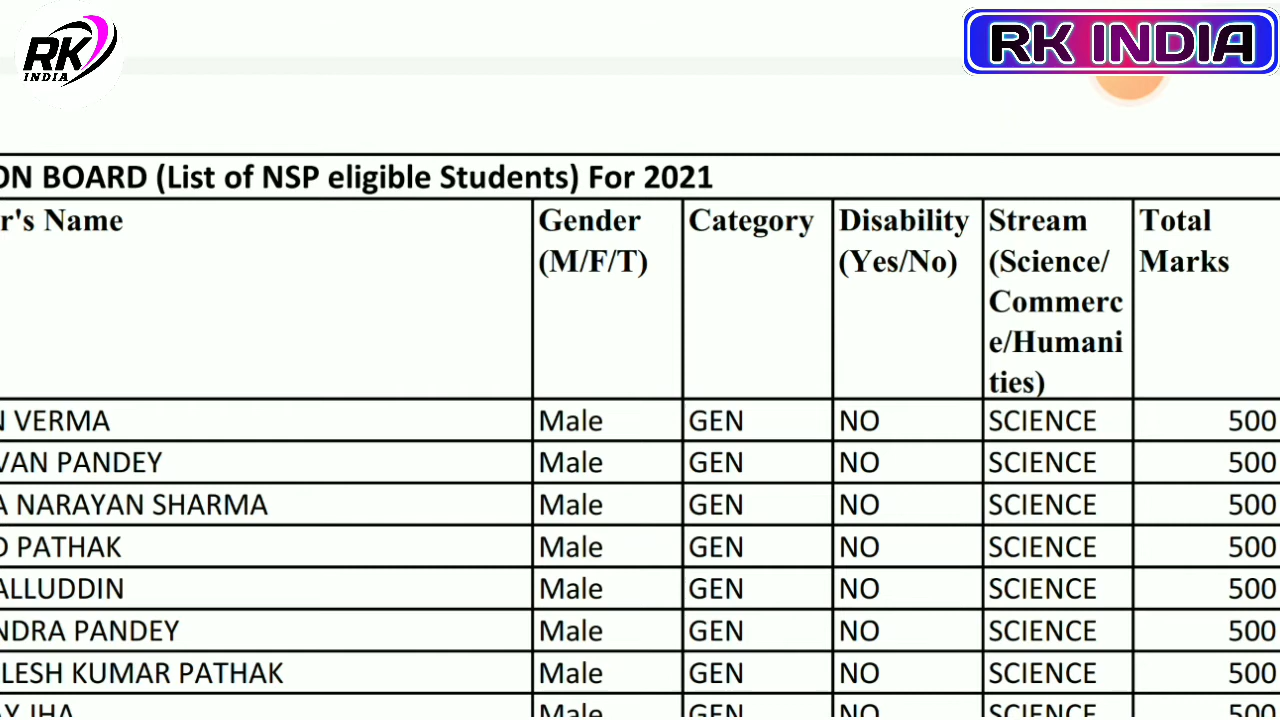 RK
INDIA
RK INDIA
ON BOARD (List of NSP eligible Students) For 2021
r's Name Gender (M/F/T) Category Disability (Yes/No) Stream (Science/Commerce/Humanities) Total Marks
N VERMA Male GEN NO SCIENCE 500
VAN PANDEY Male GEN NO SCIENCE 500
A NARAYAN SHARMA Male GEN NO SCIENCE 500
D PATHAK Male GEN NO SCIENCE 500
ALLUDDIN Male GEN NO SCIENCE 500
NDRA PANDEY Male GEN NO SCIENCE 500
LESH KUMAR PATHAK Male GEN NO SCIENCE 500
AY JHA Male GEN NO SCIENCE 500